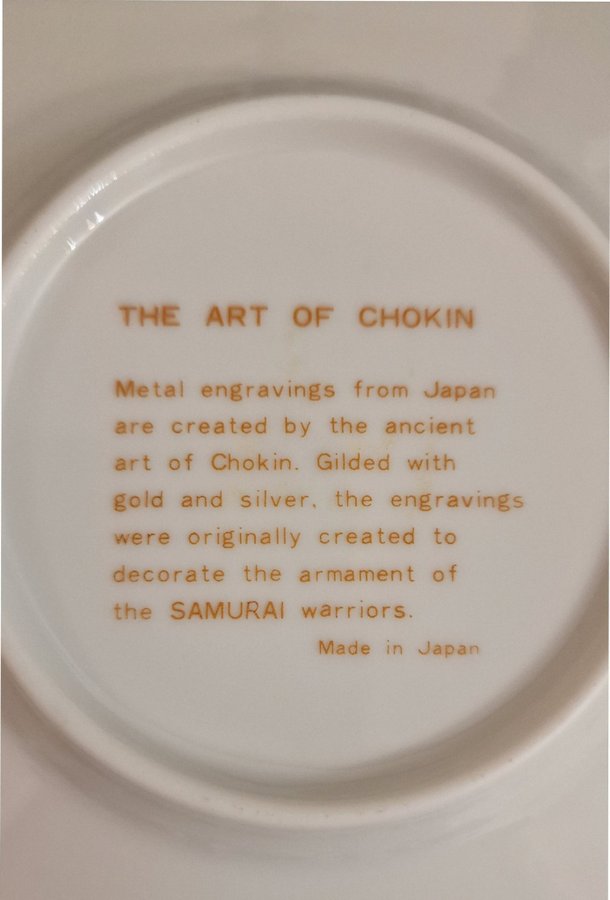 THE ART OF CHOKIN
Metal engravings from Japan
are created by the ancient
art of Chokin. Gilded with
gold and silver, the engravings
were originally created to
decorate the armament of
the SAMURAI warriors.
Made in Japan